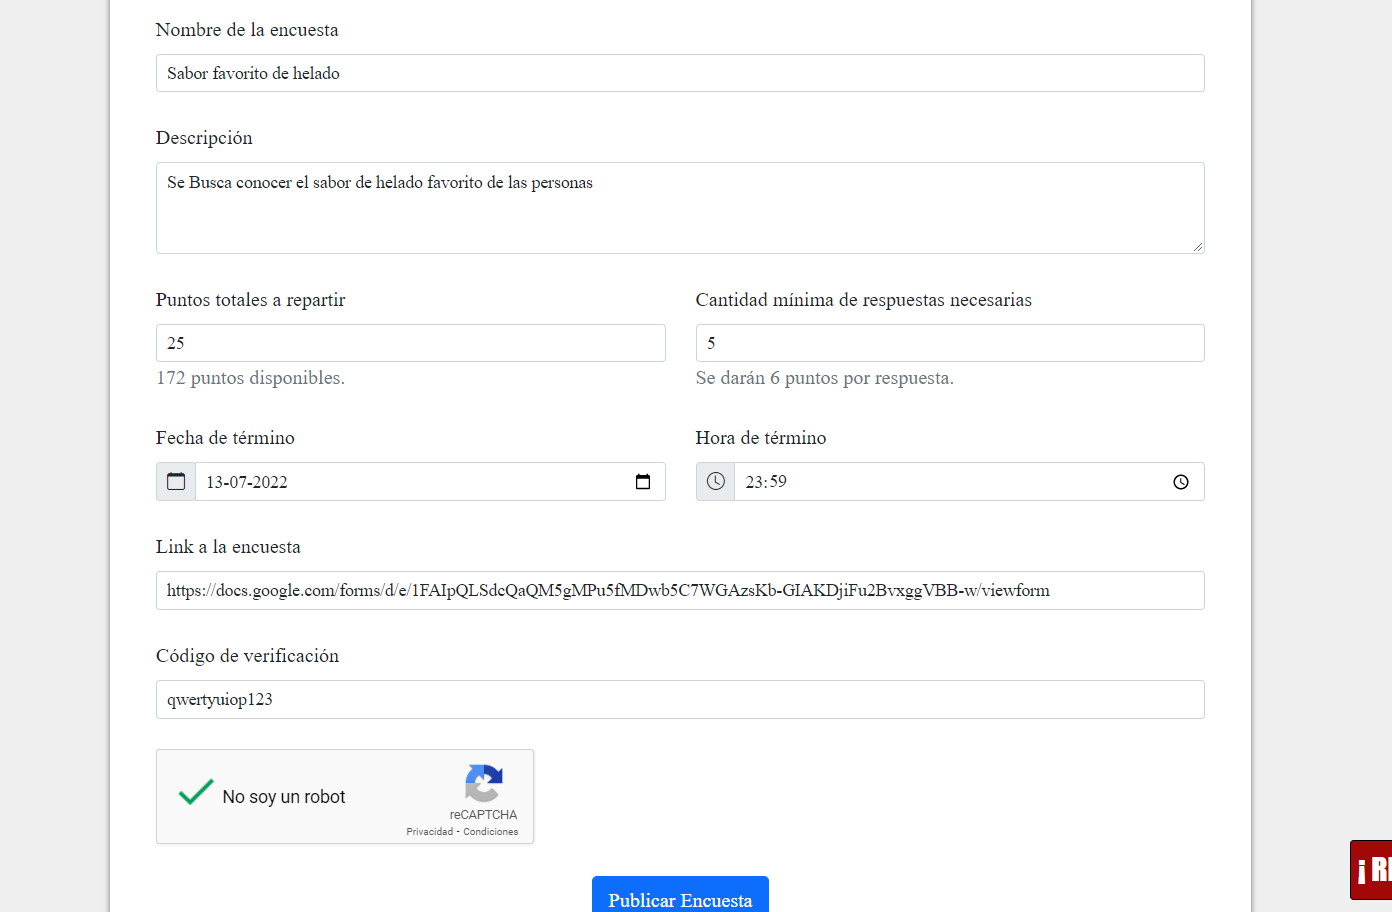 Nombre de la encuesta
Sabor favorito de helado
Descripción
Se Busca conocer el sabor de helado favorito de las personas
Puntos totales a repartir
Cantidad mínima de respuestas necesarias
25
5
172 puntos disponibles.
Se darán 6 puntos por respuesta.
Fecha de término
Hora de término
13-07-2022
23:59
Link a la encuesta
https://docs.google.com/forms/d/e/1FAIpQLSdcQaQM5gMPu5fMDwb5C7WGAzsKb-GIAKDjiFu2BvxggVBB-w/viewform
Código de verificación
qwertyuiop123
No soy un robot
reCAPTCHA
Privacidad - Condiciones
Publicar Encuesta